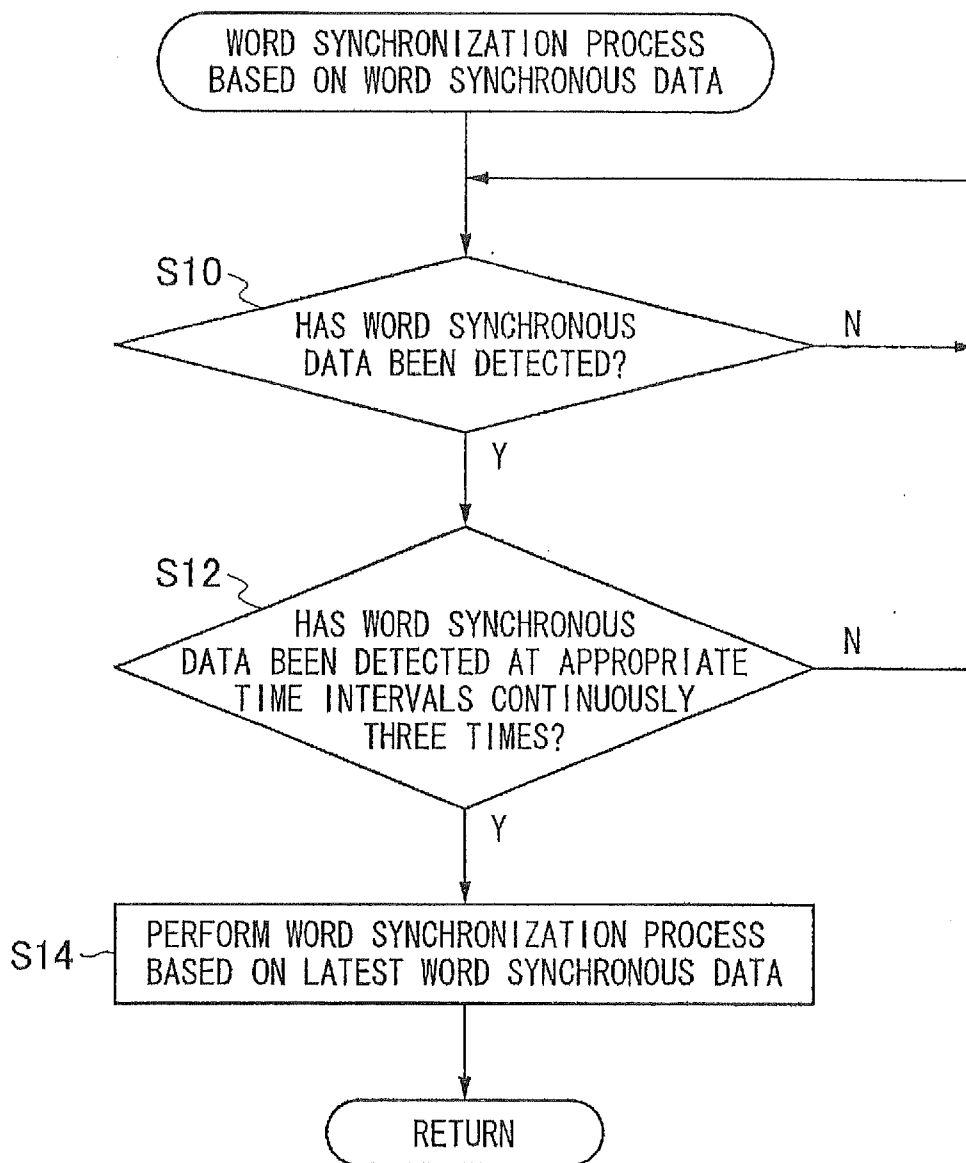 WORD SYNCHRONIZATION PROCESS
BASED ON WORD SYNCHRONOUS DATA
S10
HAS WORD SYNCHRONOUS
DATA BEEN DETECTED?
N
Y
S12
HAS WORD SYNCHRONOUS
DATA BEEN DETECTED AT APPROPRIATE
TIME INTERVALS CONTINUOUSLY
THREE TIMES?
N
Y
S14
PERFORM WORD SYNCHRONIZATION PROCESS
BASED ON LATEST WORD SYNCHRONOUS DATA
RETURN